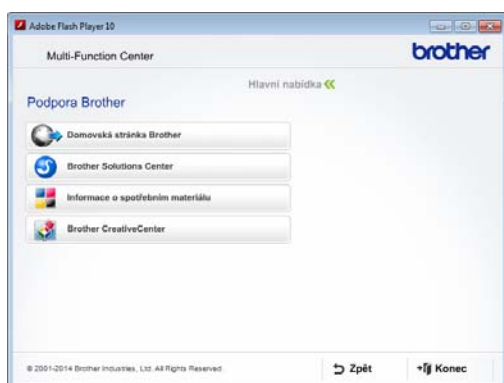 Adobe Flash Player 10
Multi-Function Center
brother
Hlavní nabídka
Podpora Brother
Domovská stránka Brother
Brother Solutions Center
Informace o spotřebním materiálu
Brother CreativeCenter
© 2001-2014 Brother Industries, Ltd. All Rights Reserved.
Zpět
Konec